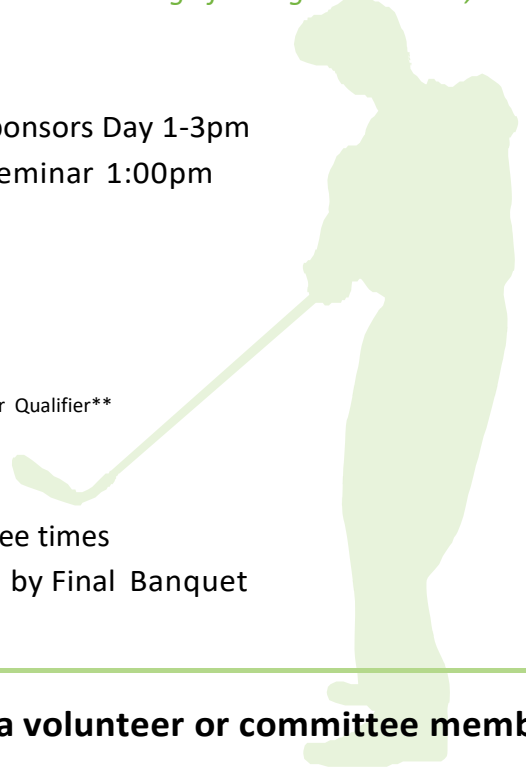 ponsors Day 1-3pm
eminar 1:00pm
r Qualifier**
ee times
by Final Banquet
a volunteer or committee memb